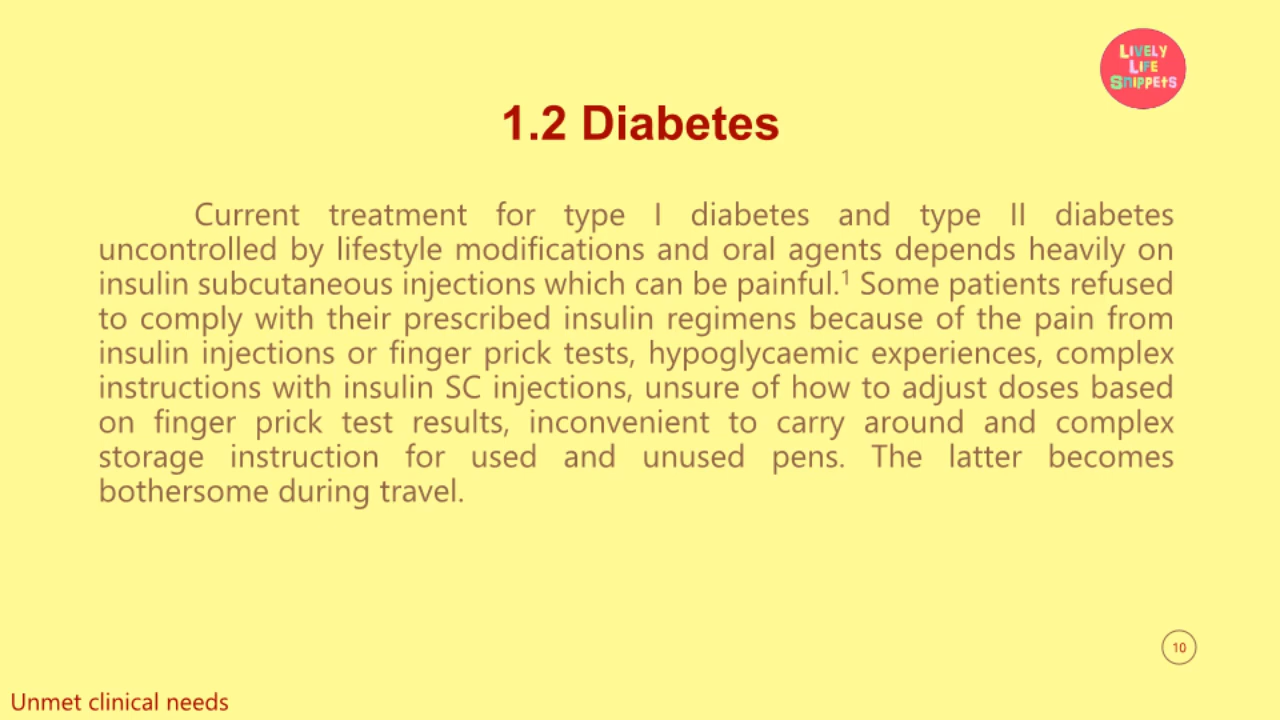 LIVELY
LIFE
SNIPPETS
1.2 Diabetes
Current treatment for type I diabetes and type II diabetes
uncontrolled by lifestyle modifications and oral agents depends heavily on
insulin subcutaneous injections which can be painful.¹ Some patients refused
to comply with their prescribed insulin regimens because of the pain from
insulin injections or finger prick tests, hypoglycaemic experiences, complex
instructions with insulin SC injections, unsure of how to adjust doses based
on finger prick test results, inconvenient to carry around and complex
storage instruction for used and unused pens. The latter becomes
bothersome during travel.
10
Unmet clinical needs